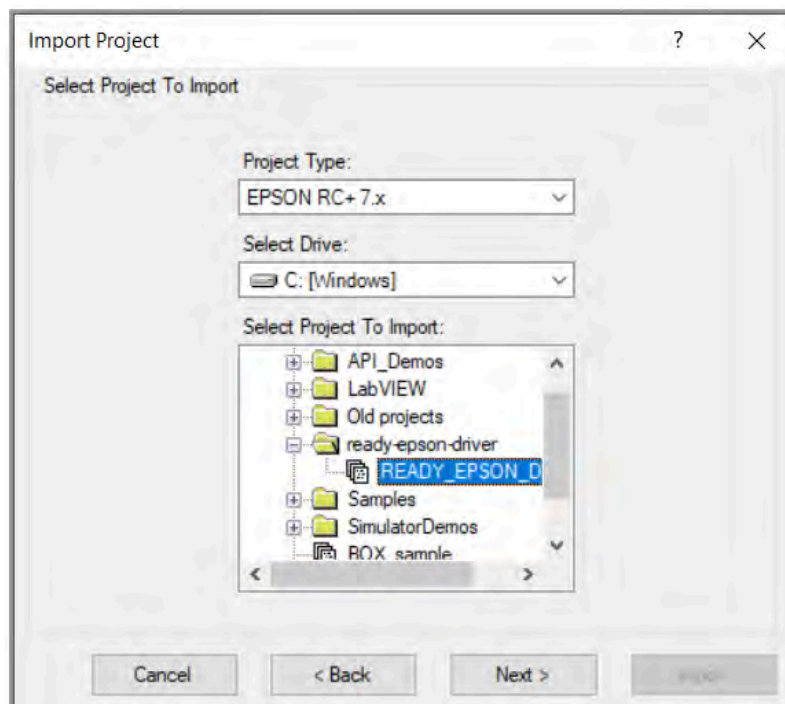 Import Project
?
Select Project To Import
Project Type:
EPSON RC+ 7.x
Select Drive:
C: [Windows]
Select Project To Import:
API_Demos
LabVIEW
Old projects
ready-epson-driver
READY_EPSON_D
Samples
SimulatorDemos
BOX_sample
Cancel
< Back
Next >